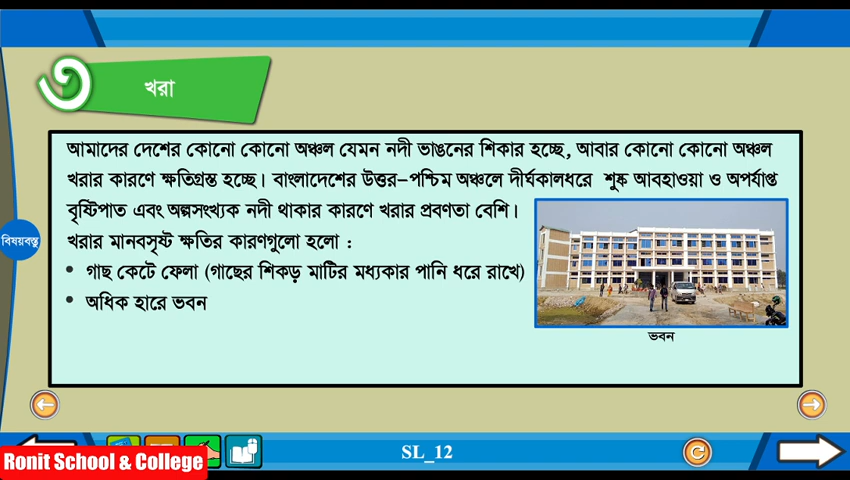 ৩
খরা
আমাদের দেশের কোনো কোনো অঞ্চল যেমন নদী ভাঙনের শিকার হচ্ছে, আবার কোনো কোনো অঞ্চল
খরার কারণে ক্ষতিগ্রস্ত হচ্ছে। বাংলাদেশের উত্তর-পশ্চিম অঞ্চলে দীর্ঘকালধরে শুষ্ক আবহাওয়া ও অপর্যাপ্ত
বৃষ্টিপাত এবং অল্পসংখ্যক নদী থাকার কারণে খরার প্রবণতা বেশি।
বিষয়বস্তু
খরার মানবসৃষ্ট ক্ষতির কারণগুলো হলো :
• গাছ কেটে ফেলা (গাছের শিকড় মাটির মধ্যকার পানি ধরে রাখে)
• অধিক হারে ভবন
ভবন
SL_12
Ronit School & College